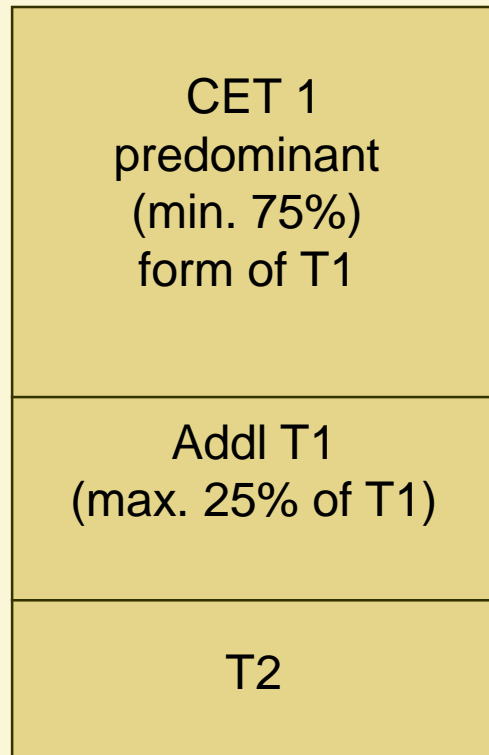 CET 1
predominant
(min. 75%)
form of T1
Addl T1
(max. 25% of T1)
T2